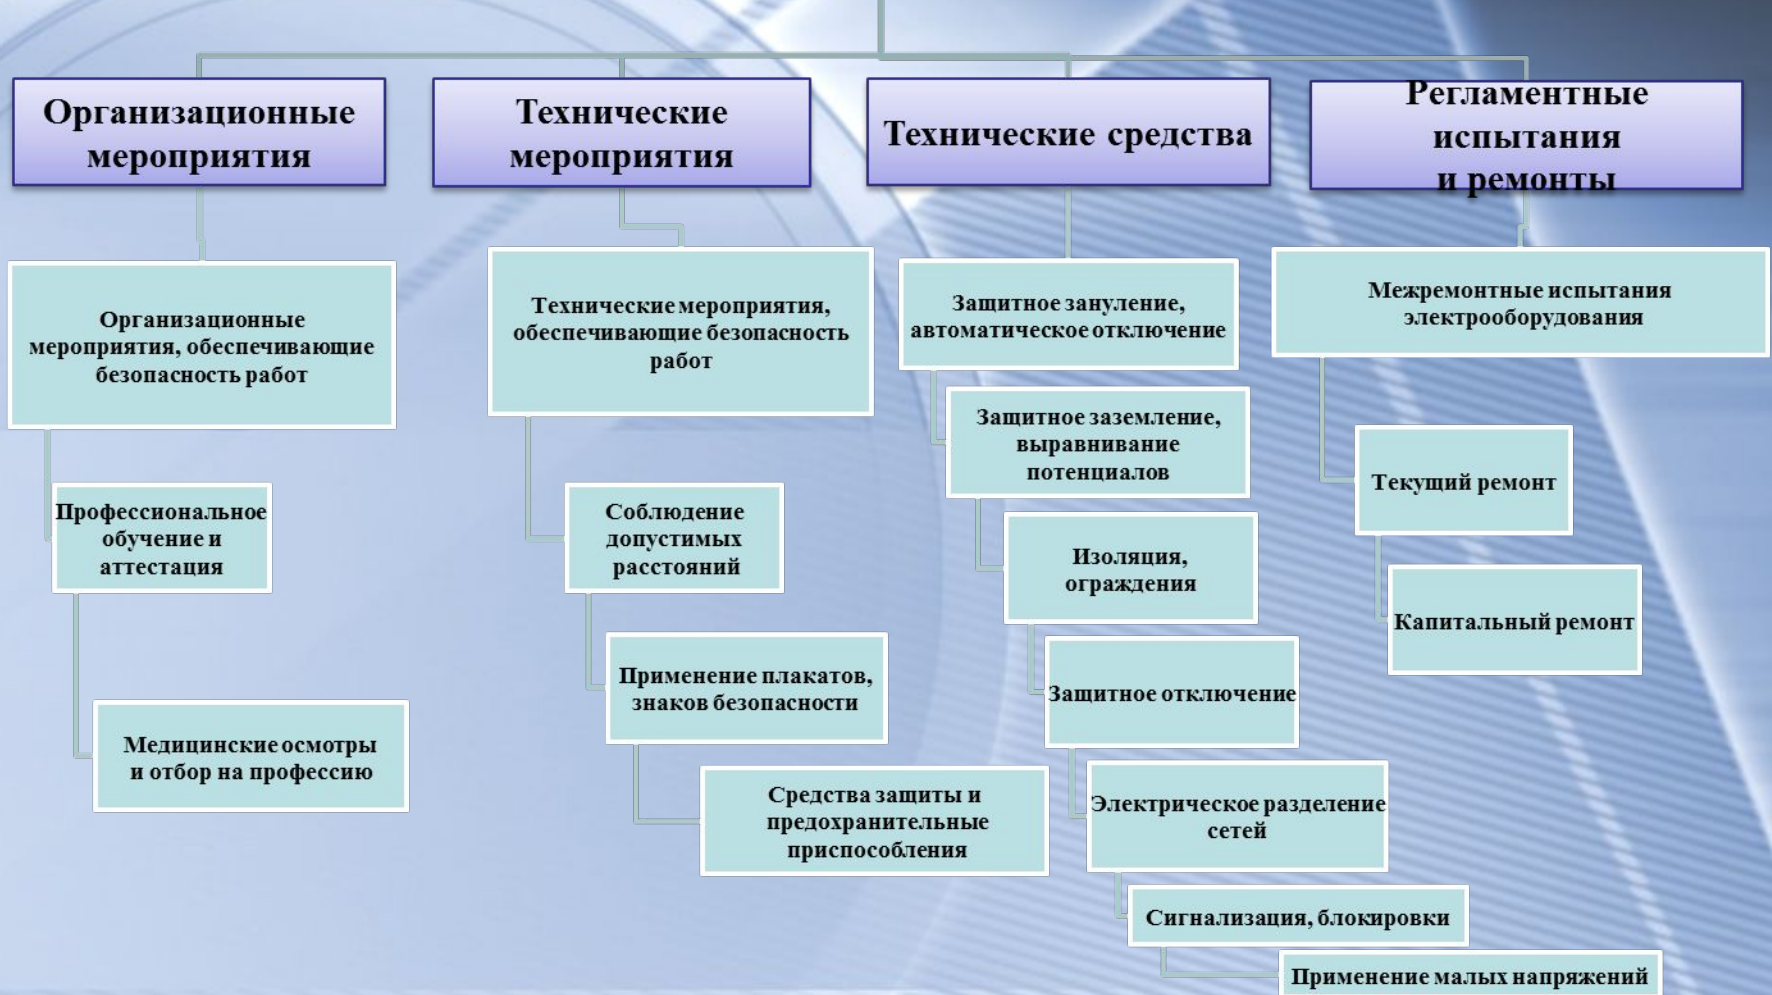 Организационные
мероприятия
Технические
мероприятия
Технические средства
Регламентные
испытания
и ремонты
Организационные
мероприятия, обеспечивающие
безопасность работ
Профессиональное
обучение и
аттестация
Медицинские осмотры
и отбор на профессию
Технические мероприятия,
обеспечивающие безопасность
работ
Соблюдение
допустимых
расстояний
Применение плакатов,
знаков безопасности
Средства защиты и
предохранительные
приспособления
Защитное зануление,
автоматическое отключение
Защитное заземление,
выравнивание
потенциалов
Изоляция,
ограждения
Защитное отключение
Электрическое разделение
сетей
Сигнализация, блокировки
Применение малых напряжений
Межремонтные испытания
электрооборудования
Текущий ремонт
Капитальный ремонт